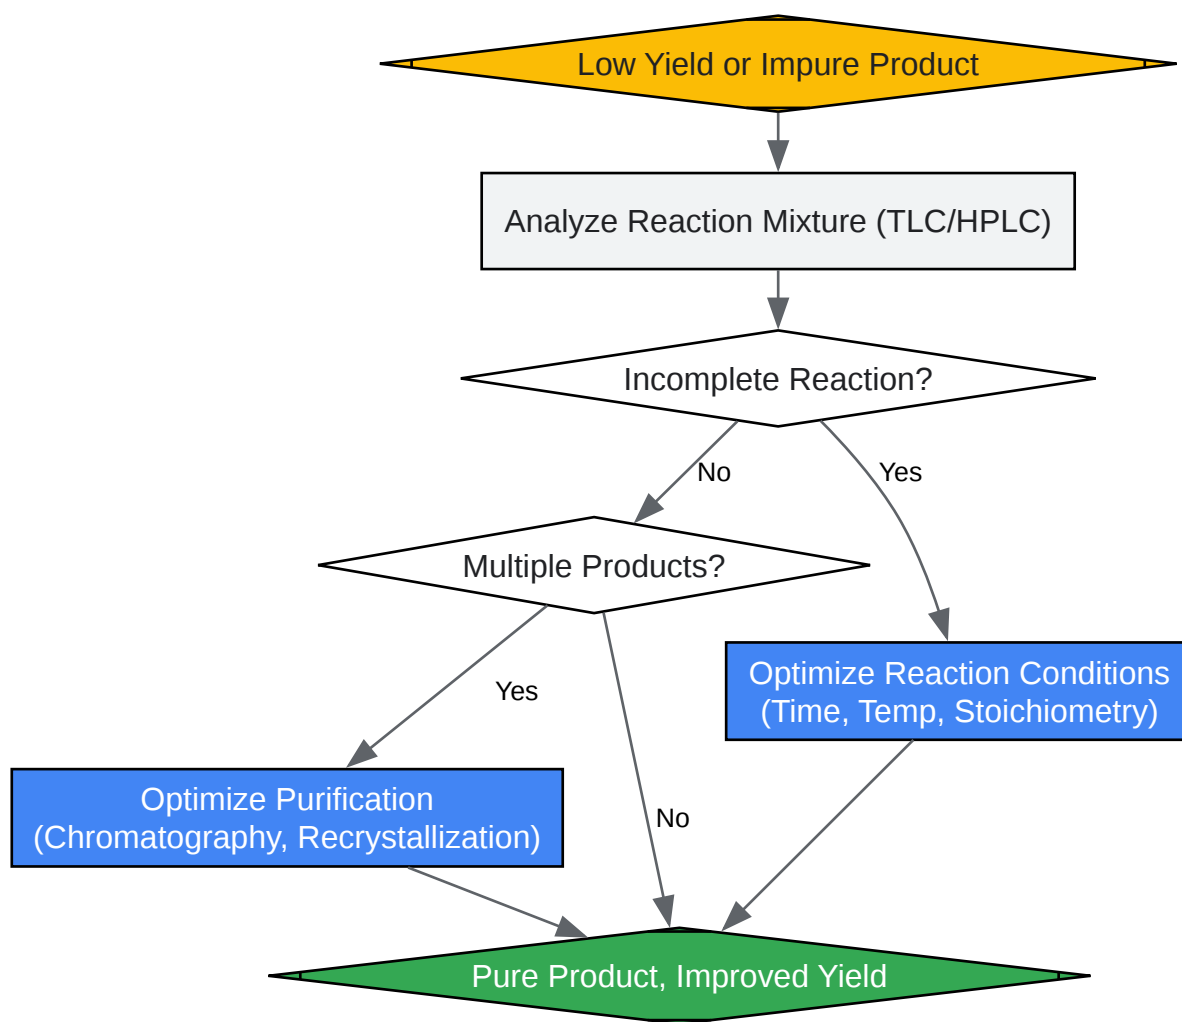 Low Yield or Impure Product
Analyze Reaction Mixture (TLC/HPLC)
Incomplete Reaction?
No
Yes
Multiple Products?
Optimize Reaction Conditions
(Time, Temp, Stoichiometry)
Yes
Optimize Purification
(Chromatography, Recrystallization)
No
Pure Product, Improved Yield